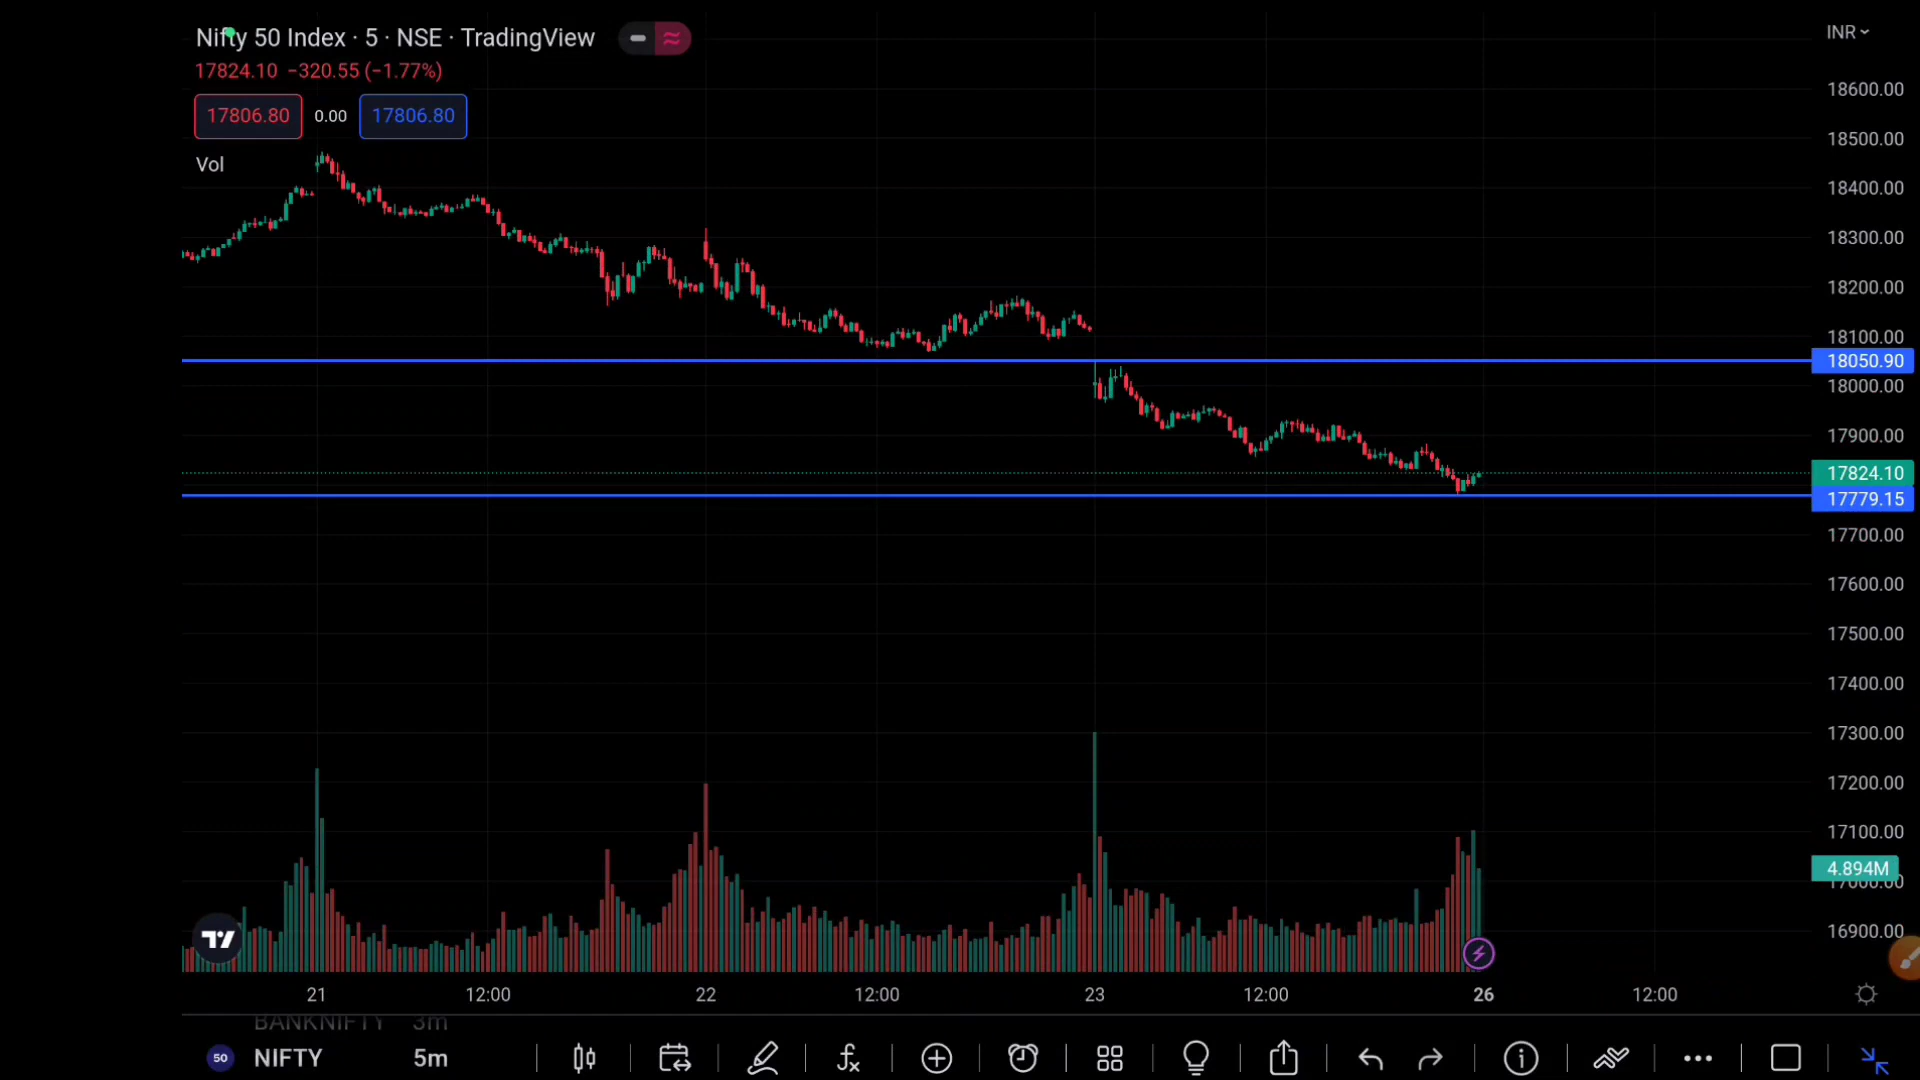 Nifty 50 Index · 5 · NSE · TradingView
17824.10 −320.55 (−1.77%)
17806.80 0.00 17806.80
Vol
INR
18600.00
18500.00
18400.00
18300.00
18200.00
18100.00
18050.90
18000.00
17900.00
17824.10
17779.15
17700.00
17600.00
17500.00
17400.00
17300.00
17200.00
17100.00
4.894M
17000.00
16900.00
21 12:00 22 12:00 23 12:00 26 12:00
BANKNIFTY 3m
50 NIFTY 5m